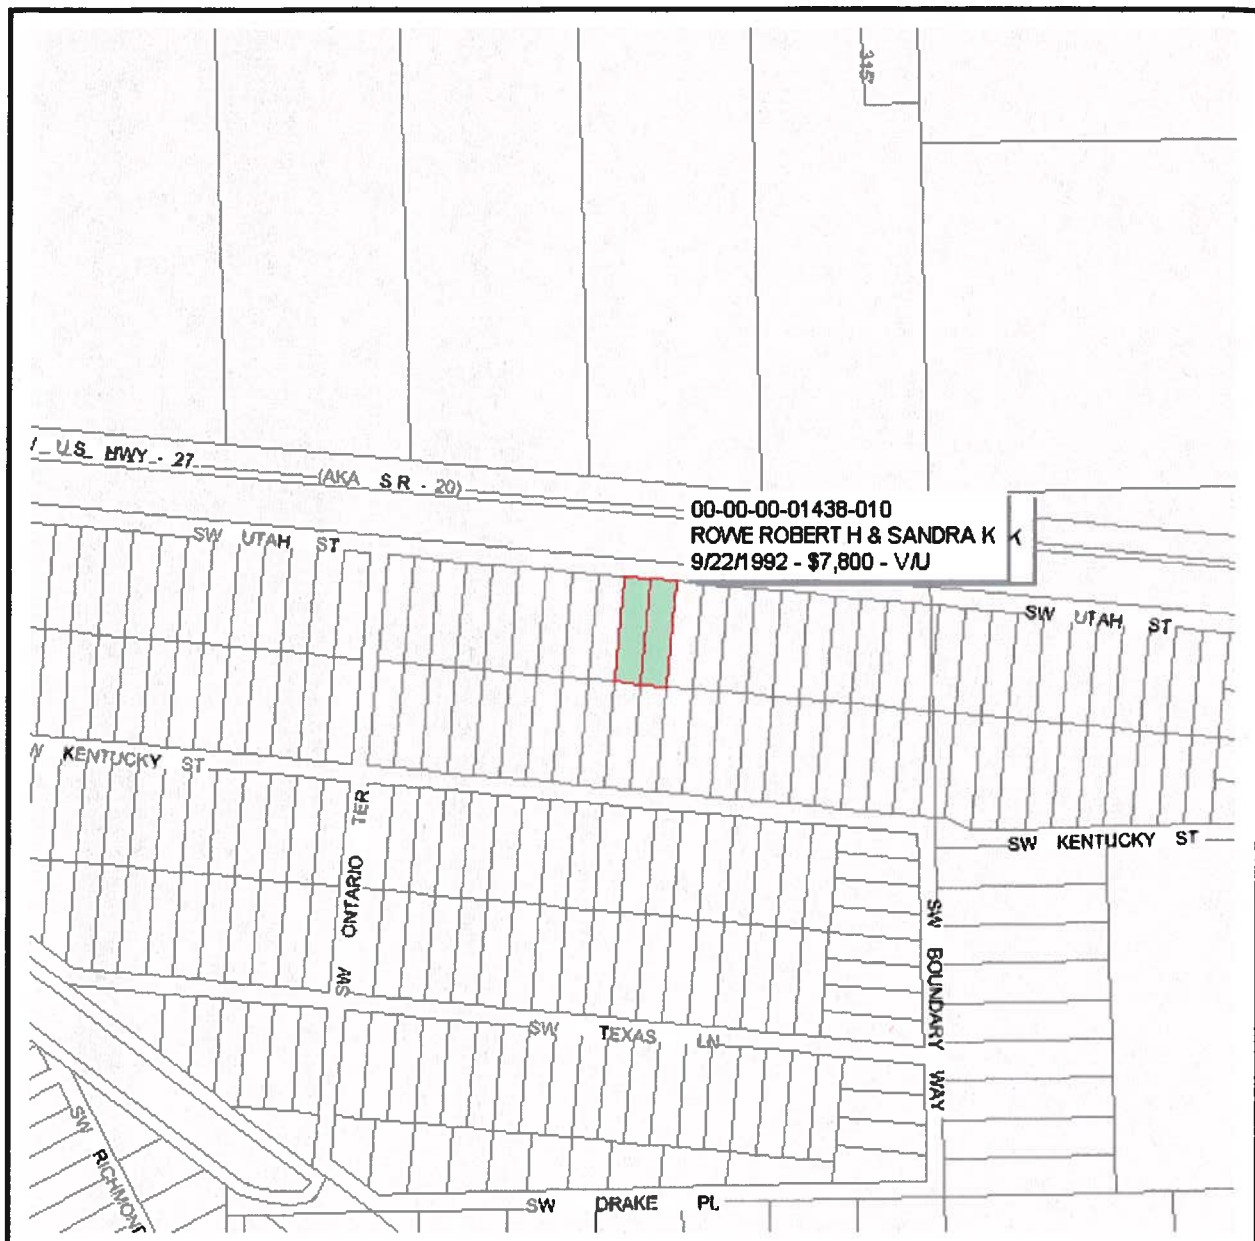 315
U.S. HWY - 27
(AKA SR - 20)
00-00-00-01438-010
ROWE ROBERT H & SANDRA K
9/22/1992 - $7,800 - V/U
K
SW UTAH ST
SW UTAH ST
KENTUCKY ST
SW KENTUCKY ST
SW ONTARIO TER
SW BOUNDARY WAY
SW TEXAS LN
SW RICHMOND
SW DRAKE PL